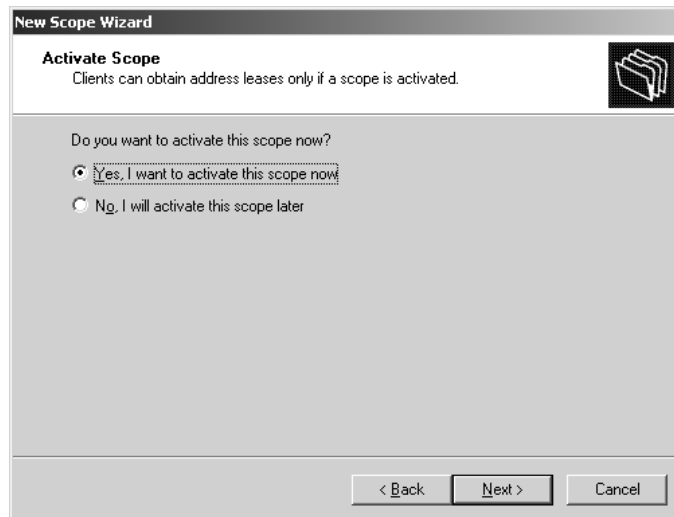 New Scope Wizard
Activate Scope
Clients can obtain address leases only if a scope is activated.
Do you want to activate this scope now?
Yes, I want to activate this scope now
No, I will activate this scope later
< Back
Next >
Cancel